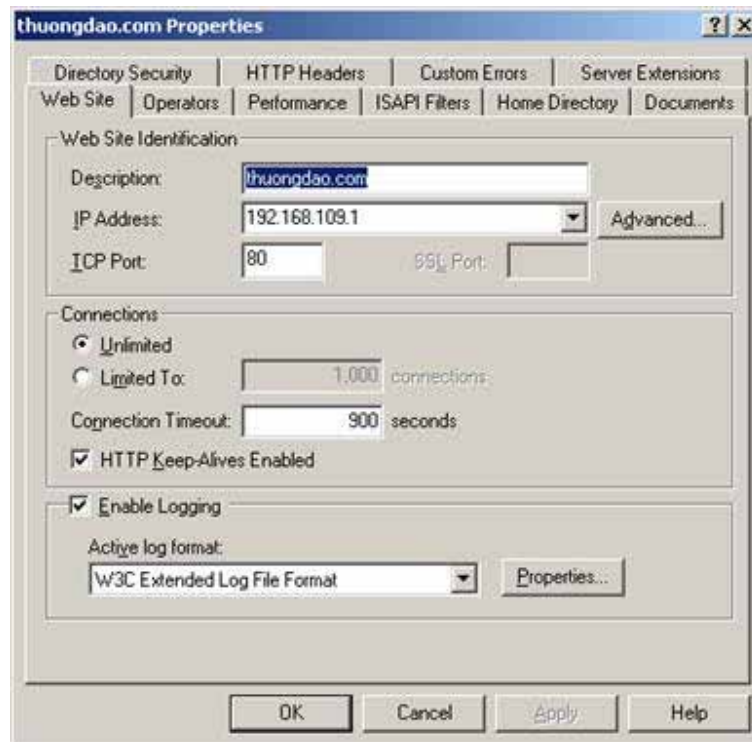 thuongdao.com Properties
Directory Security HTTP Headers Custom Errors Server Extensions
Web Site Operators Performance ISAPI Filters Home Directory Documents
Web Site Identification
Description: thuongdao.com
IP Address: 192.168.109.1 Advanced...
TCP Port: 80 SSL Port:
Connections
Unlimited
Limited To: 1,000 connections
Connection Timeout: 900 seconds
HTTP Keep-Alives Enabled
Enable Logging
Active log format:
W3C Extended Log File Format Properties...
OK Cancel Apply Help